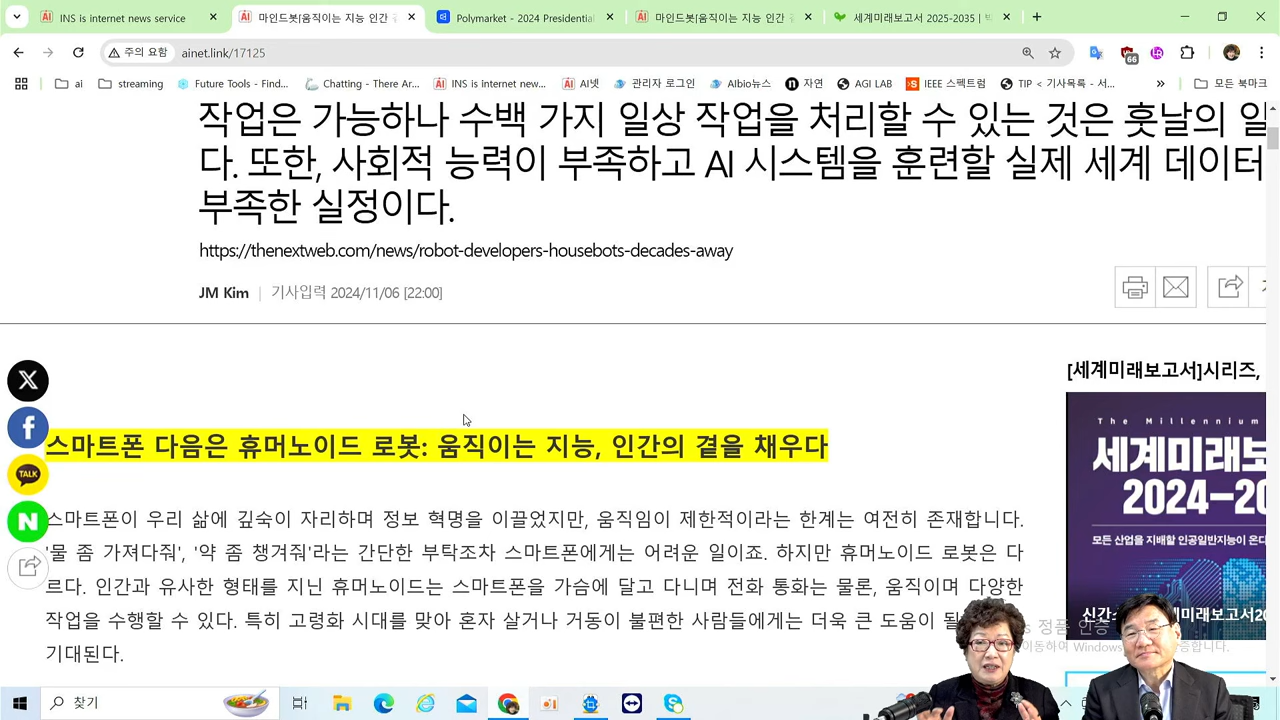 INS is internet news service
마인드봇[움직이는 지능 인간 곁
Polymarket - 2024 Presidential
마인드봇[움직이는 지능 인간 곁
세계미래보고서 2025-2035 | 박
주의 요함
ainet.link/17125
66
ai
streaming
Future Tools - Find...
Chatting - There Ar...
INS is internet new...
AI넷
관리자 로그인
AIbio뉴스
자연
AGI LAB
IEEE 스펙트럼
TIP < 기사목록 - 서...
모든 북마크
작업은 가능하나 수백 가지 일상 작업을 처리할 수 있는 것은 훗날의 일
다. 또한, 사회적 능력이 부족하고 AI 시스템을 훈련할 실제 세계 데이터
부족한 실정이다.
https://thenextweb.com/news/robot-developers-housebots-decades-away
JM Kim | 기사입력 2024/11/06 [22:00]
[세계미래보고서]시리즈,
스마트폰 다음은 휴머노이드 로봇: 움직이는 지능, 인간의 곁을 채우다
스마트폰이 우리 삶에 깊숙이 자리하며 정보 혁명을 이끌었지만, 움직임이 제한적이라는 한계는 여전히 존재합니다.
'물 좀 가져다줘', '약 좀 챙겨줘'라는 간단한 부탁조차 스마트폰에게는 어려운 일이죠. 하지만 휴머노이드 로봇은 다
르다. 인간과 유사한 형태를 지닌 휴머노이드는 스마트폰을 가슴에 달고 다니며 전화 통화는 물론, 움직이며 다양한
작업을 수행할 수 있다. 특히 고령화 시대를 맞아 혼자 살거나 거동이 불편한 사람들에게는 더욱 큰 도움이 될
기대된다.
TALK
N
The Millennium
세계미래보
2024-20
모든 산업을 지배할 인공일반지능이 온다
정품 인증
이동하여 Windows
찾기